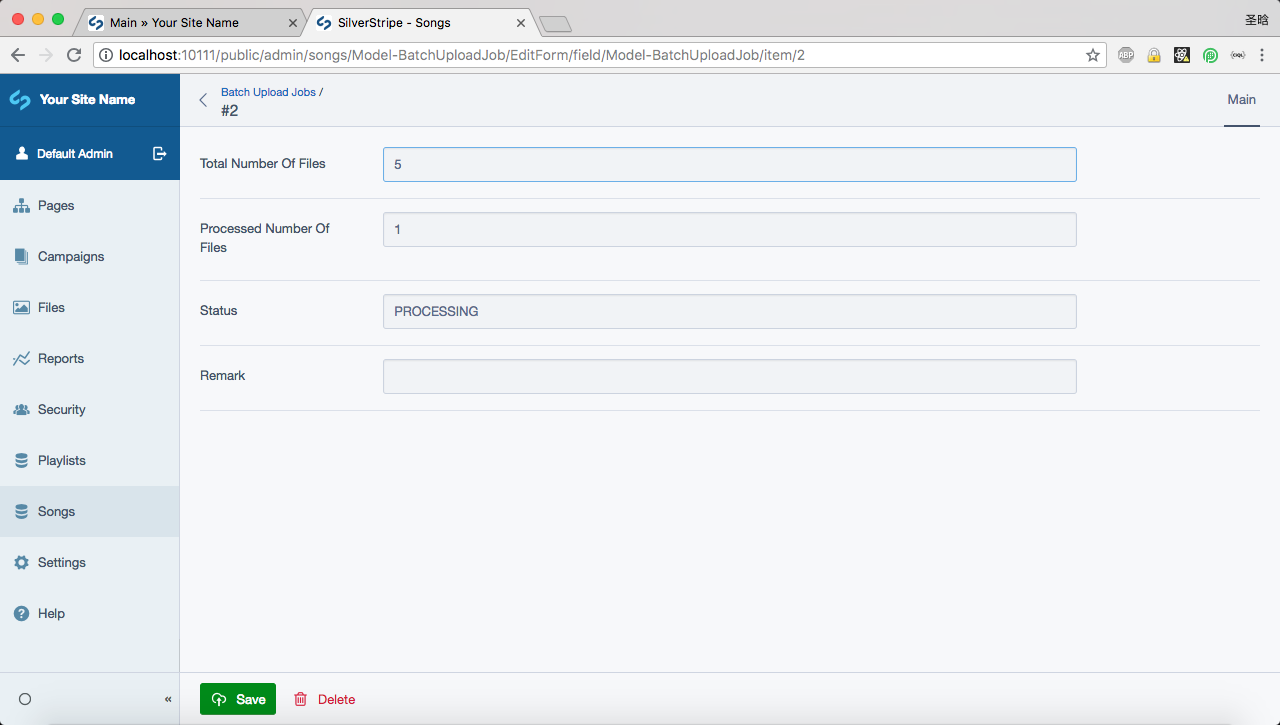 Main » Your Site Name
SilverStripe - Songs
圣晗
localhost:10111/public/admin/songs/Model-BatchUploadJob/EditForm/field/Model-BatchUploadJob/item/2
ABP
Your Site Name
Batch Upload Jobs /
#2
Main
Default Admin
Total Number Of Files
5
Pages
Processed Number Of
Files
1
Campaigns
Files
Status
PROCESSING
Reports
Remark
Security
Playlists
Songs
Settings
Help
«
Save
Delete